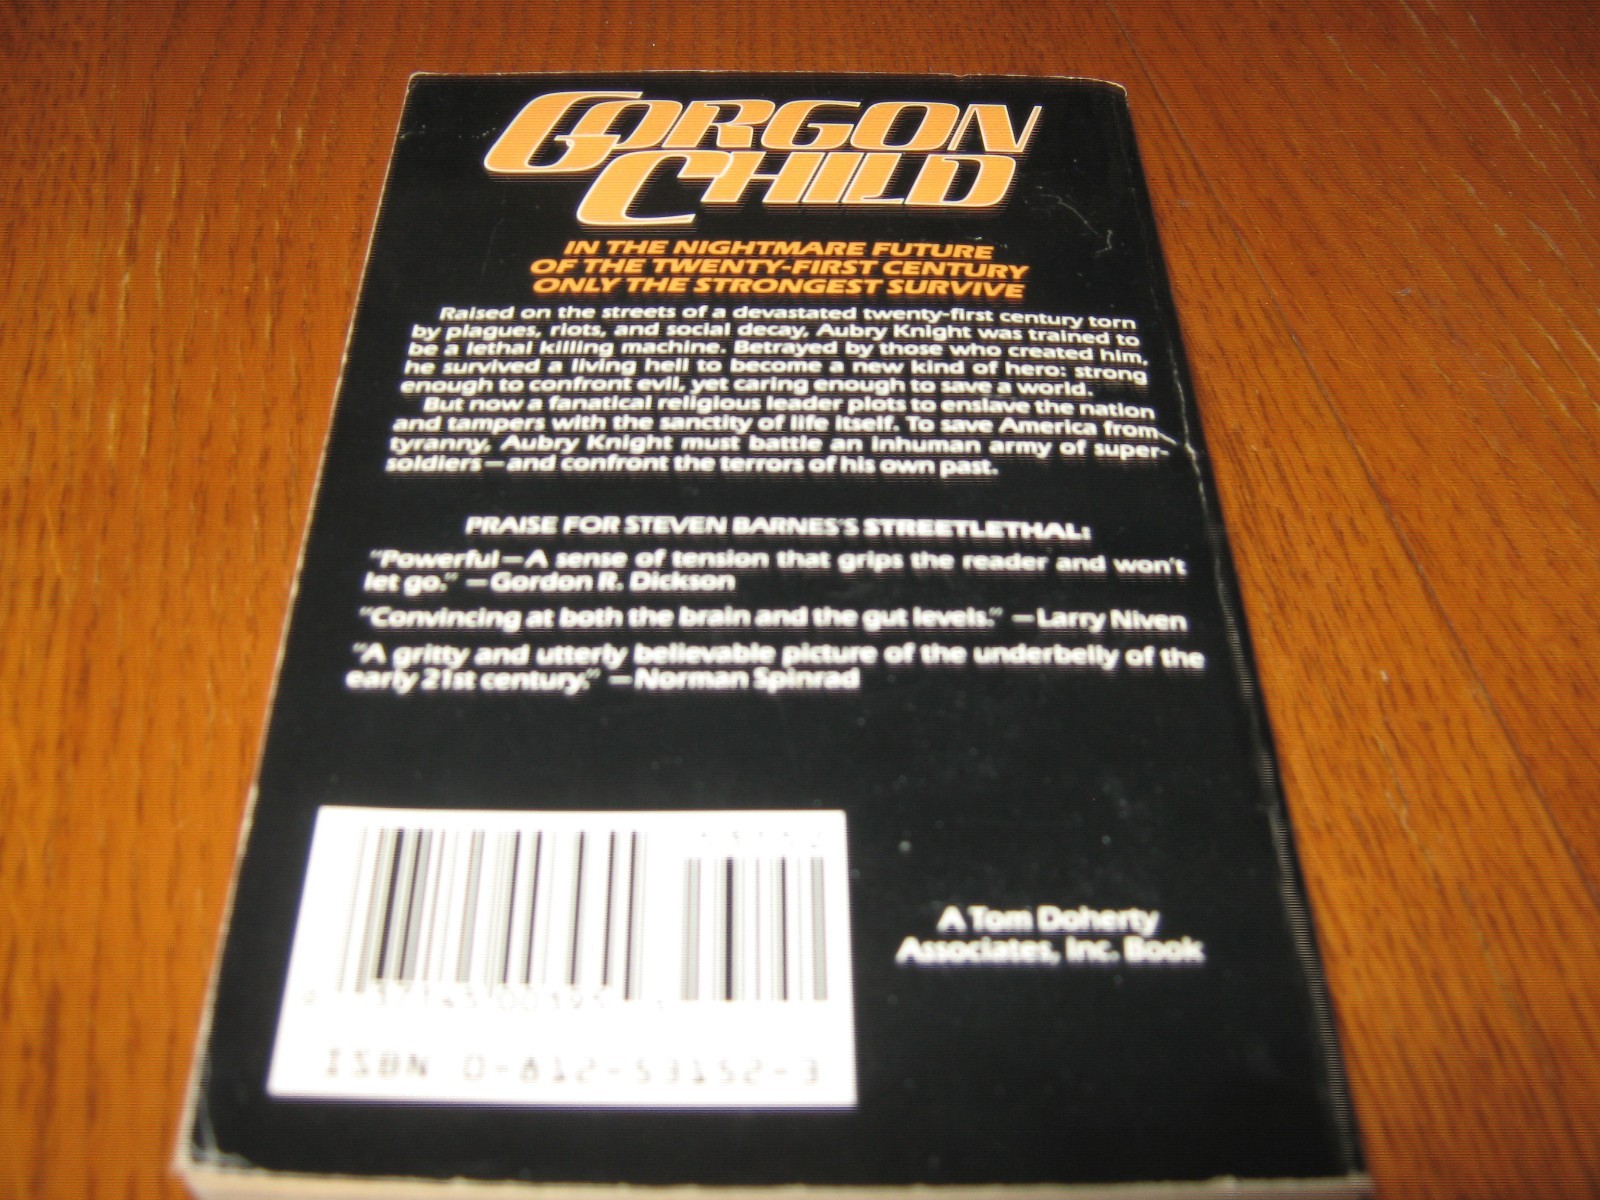 GORGON
CHILD
IN THE NIGHTMARE FUTURE
OF THE TWENTY-FIRST CENTURY
ONLY THE STRONGEST SURVIVE
Raised on the streets of a devastated twenty-first century torn
by plagues, riots, and social decay, Aubry Knight was trained to
be a lethal killing machine. Betrayed by those who created him,
he survived a living hell to become a new kind of hero: strong
enough to confront evil, yet caring enough to save a world.
But now a fanatical religious leader plots to enslave the nation
and tampers with the sanctity of life itself. To save America from
tyranny, Aubry Knight must battle an inhuman army of super-
soldiers—and confront the terrors of his own past.
PRAISE FOR STEVEN BARNES'S STREETLETHAL:
"Powerful—A sense of tension that grips the reader and won't
let go." —Gordon R. Dickson
"Convincing at both the brain and the gut levels." —Larry Niven
"A gritty and utterly believable picture of the underbelly of the
early 21st century." —Norman Spinrad
A Tom Doherty
Associates, Inc. Book
ISBN 0-812-53152-3